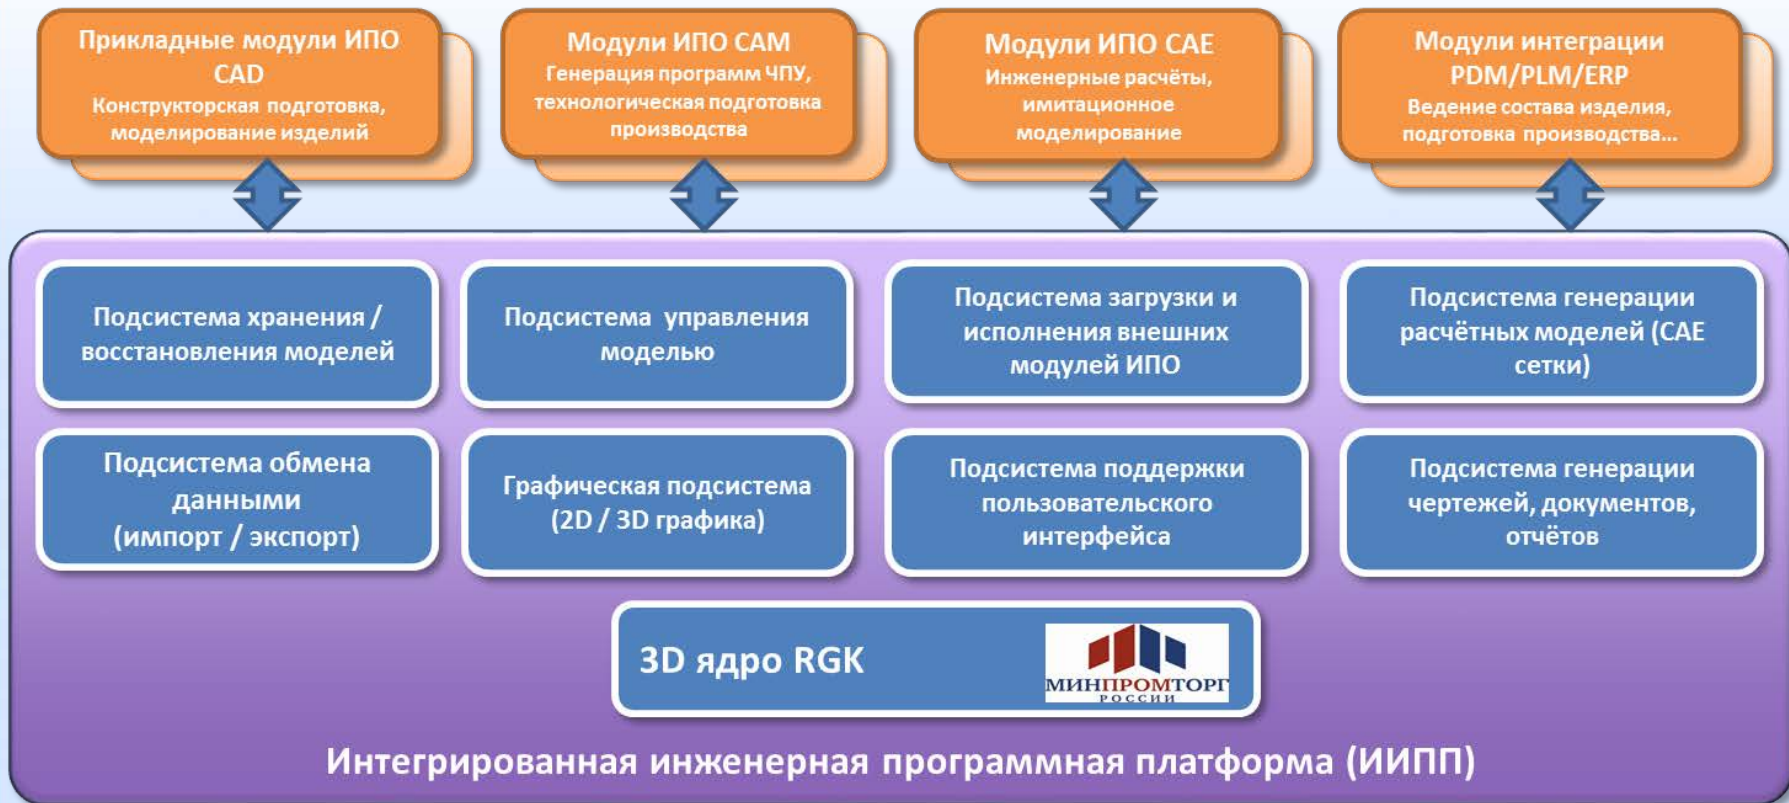 Прикладные модули ИПО
CAD
Конструкторская подготовка,
моделирование изделий
Модули ИПО CAM
Генерация программ ЧПУ,
технологическая подготовка
производства
Модули ИПО CAE
Инженерные расчёты,
имитационное
моделирование
Модули интеграции
PDM/PLM/ERP
Ведение состава изделия,
подготовка производства...
Подсистема хранения /
восстановления моделей
Подсистема управления
моделью
Подсистема загрузки и
исполнения внешних
модулей ИПО
Подсистема генерации
расчётных моделей (CAE
сетки)
Подсистема обмена
данными
(импорт / экспорт)
Графическая подсистема
(2D / 3D графика)
Подсистема поддержки
пользовательского
интерфейса
Подсистема генерации
чертежей, документов,
отчётов
3D ядро RGK
МИНПРОМТОРГ
РОССИИ
Интегрированная инженерная программная платформа (ИИПП)